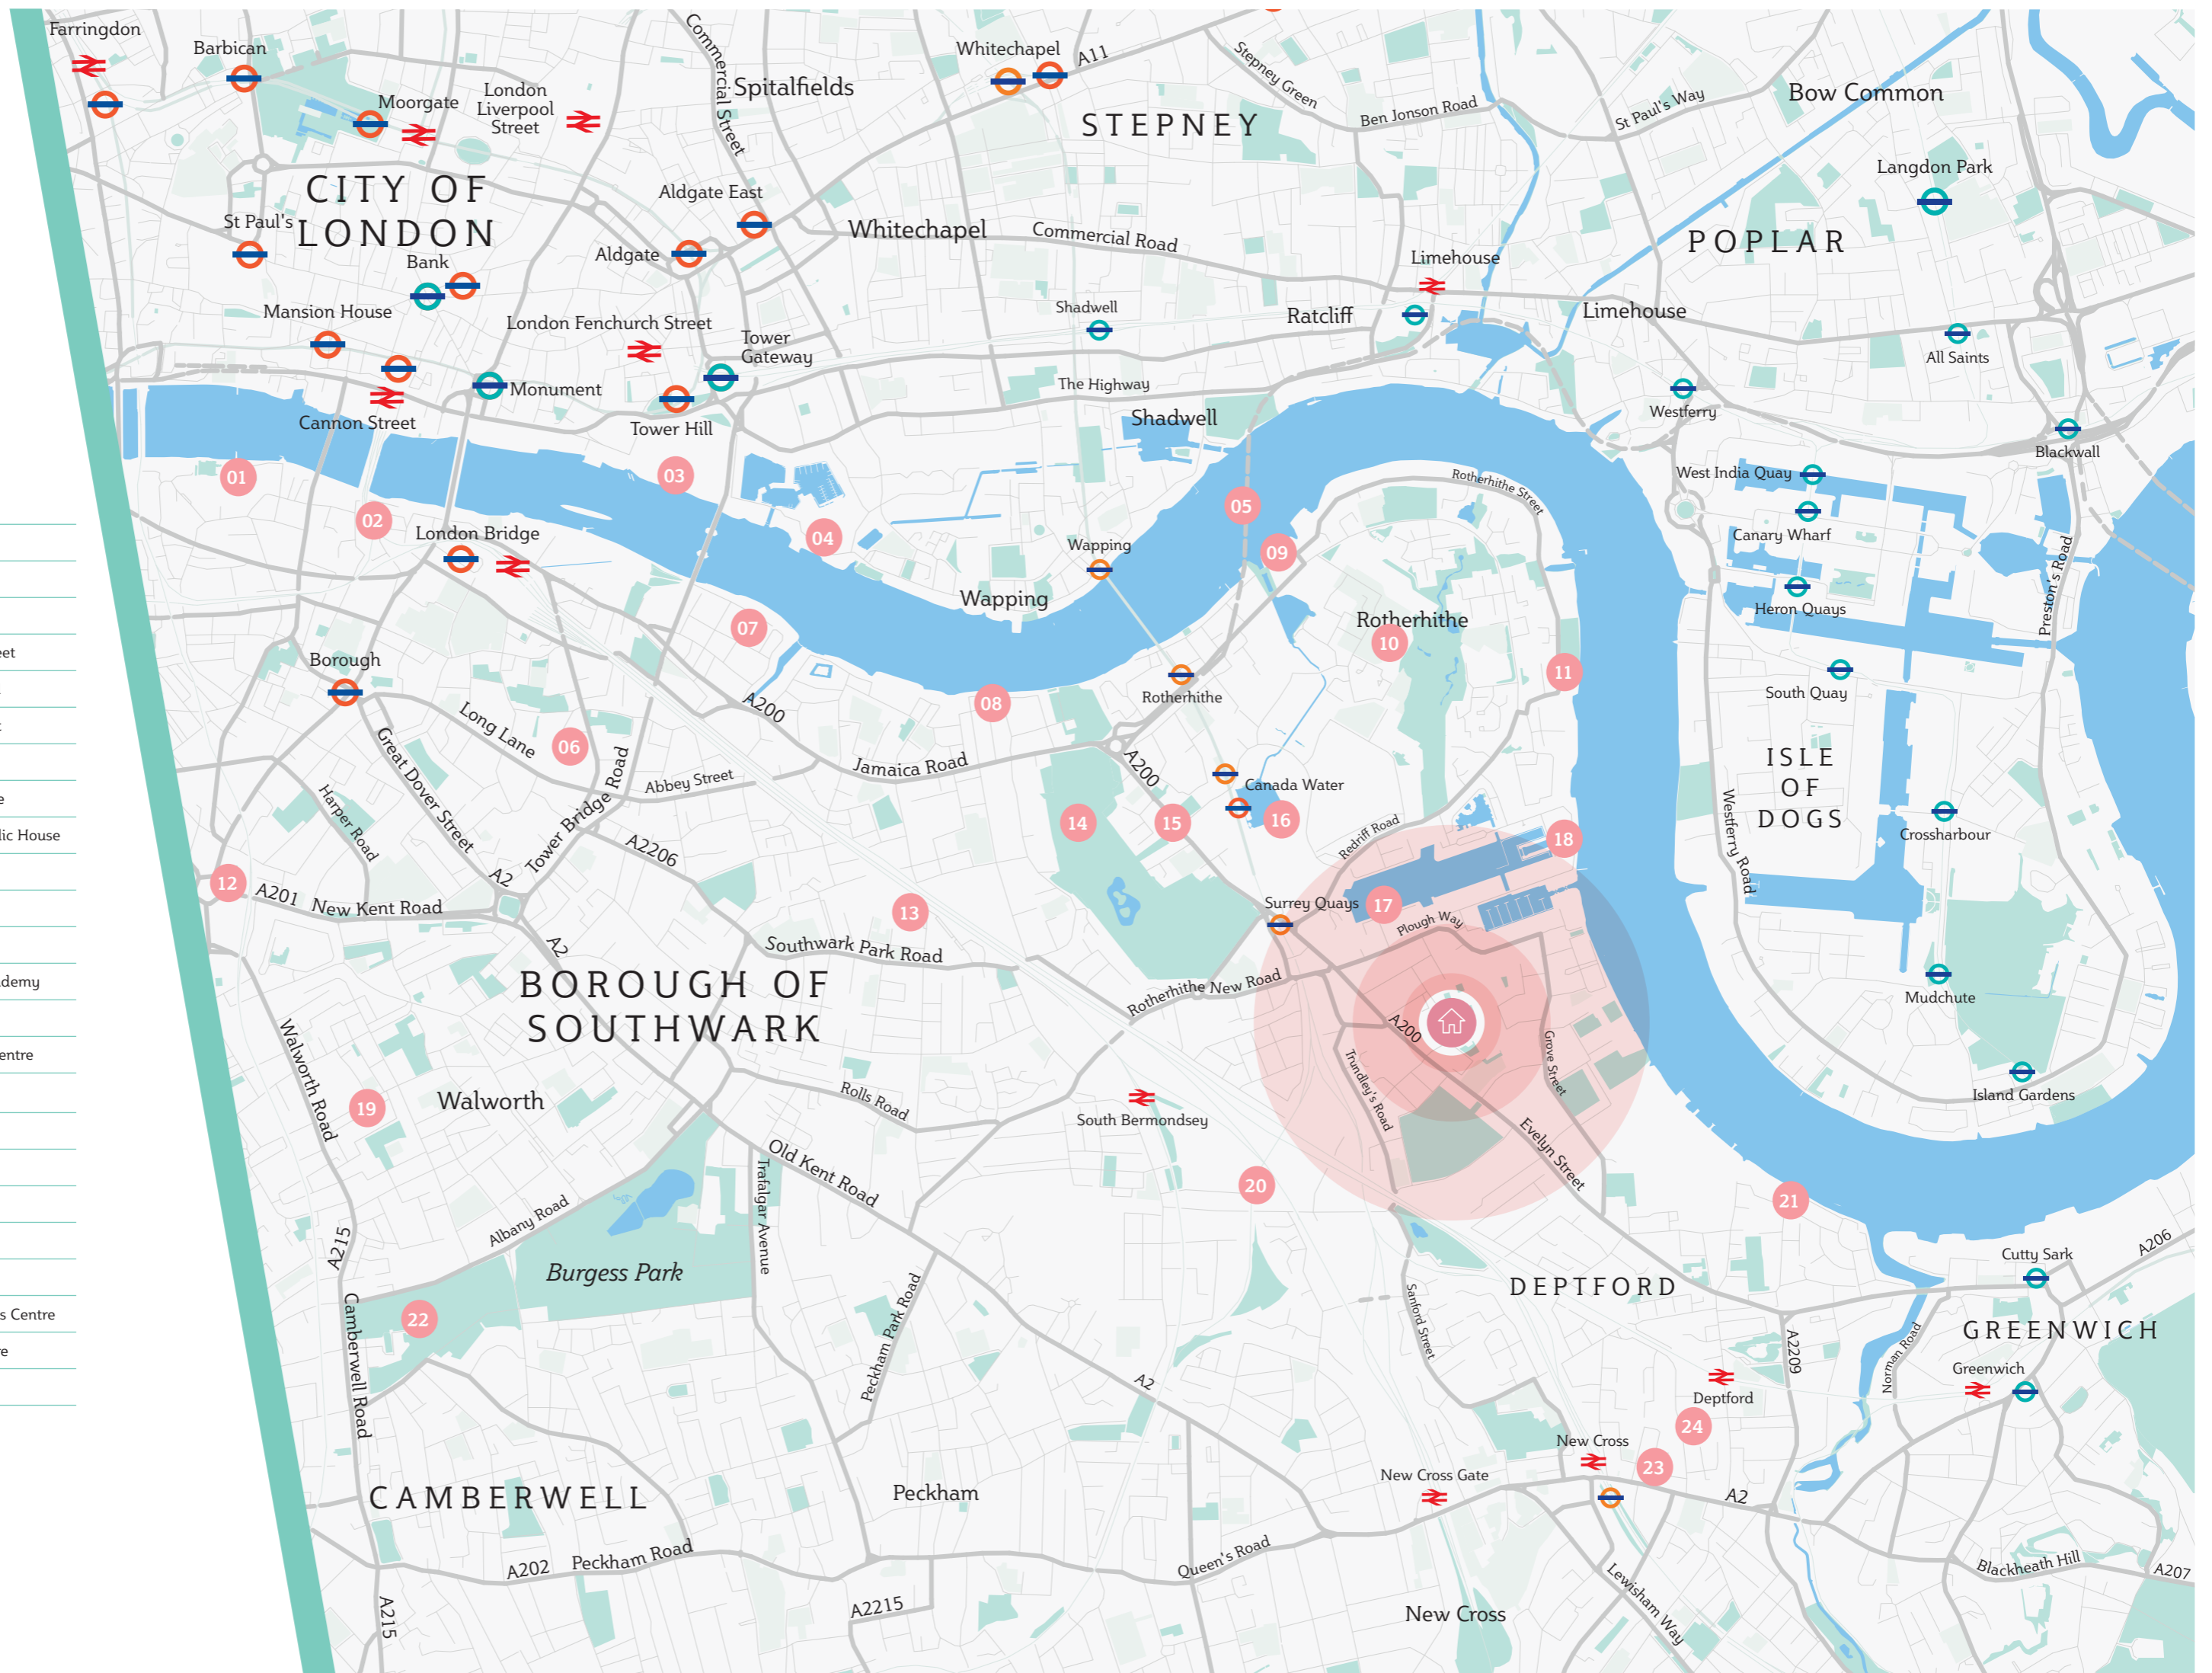 Farringdon
Barbican
Moorgate
London
Liverpool
Street
Commercial Street
Spitalfields
Whitechapel
A11
Stepney Green
STEPNEY
Ben Jonson Road
St Paul's Way
Bow Common
Langdon Park
CITY OF
LONDON
St Paul's
Bank
Aldgate East
Aldgate
Whitechapel
Commercial Road
Limehouse
POPLAR
Mansion House
London Fenchurch Street
Tower
Gateway
Shadwell
Ratcliff
Limehouse
All Saints
Monument
Cannon Street
Tower Hill
The Highway
Shadwell
Westferry
Blackwall
01
02
03
04
05
London Bridge
Wapping
Wapping
09
Rotherhithe Street
West India Quay
Canary Wharf
Heron Quays
Preston's Road
Rotherhithe
10
11
South Quay
07
Borough
Long Lane
06
A200
08
Rotherhithe
Great Dover Street
Harper Road
Tower Bridge Road
Abbey Street
Jamaica Road
A200
Canada Water
14
15
16
Redriff Road
18
ISLE
OF
DOGS
Westferry Road
Crossharbour
12
A201
New Kent Road
A2
A2206
13
Southwark Park Road
A2
Surrey Quays
17
Plough Way
Rotherhithe New Road
Mudchute
BOROUGH OF
SOUTHWARK
A200
Trundley's Road
Grove Street
Island Gardens
Walworth Road
19
Walworth
Rolls Road
South Bermondsey
Old Kent Road
Trafalgar Avenue
Evelyn Street
20
21
A215
Albany Road
Burgess Park
Peckham Park Road
Sanford Street
DEPTFORD
Cutty Sark
A206
22
Camberwell Road
A2
A2209
Norman Road
GREENWICH
Greenwich
Deptford
24
New Cross
23
New Cross Gate
A2
CAMBERWELL
Peckham
A202
Peckham Road
Queen's Road
Blackheath Hill
A207
A215
A2215
New Cross
Lewisham Way
eet
e
lic House
demy
entre
s Centre
e